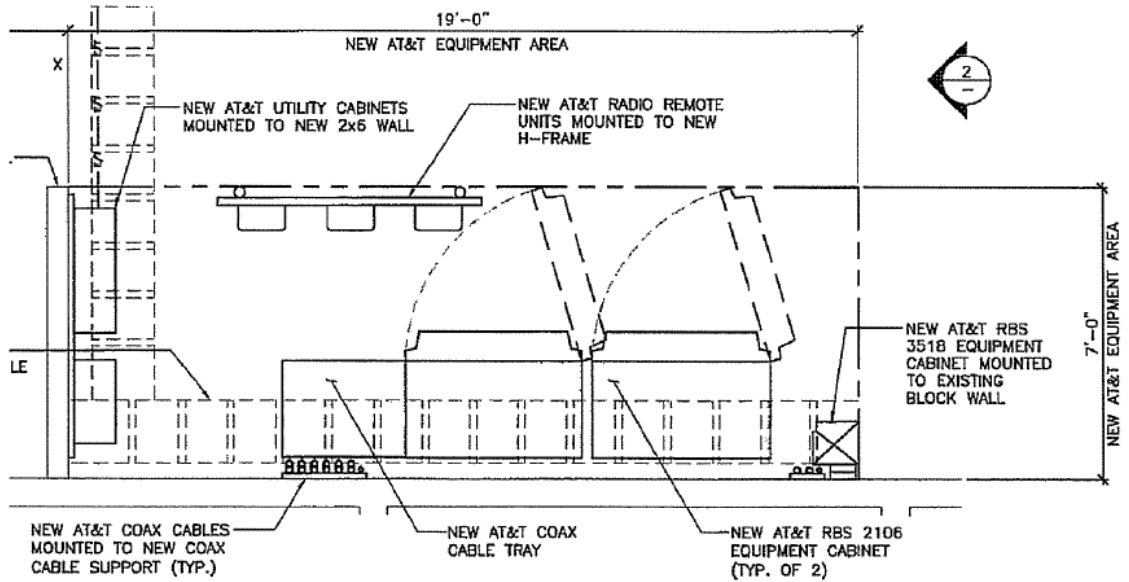 19'-0"
NEW AT&T EQUIPMENT AREA
X
2
NEW AT&T UTILITY CABINETS
MOUNTED TO NEW 2x6 WALL
NEW AT&T RADIO REMOTE
UNITS MOUNTED TO NEW
H-FRAME
S
S
S
7'-0"
NEW AT&T EQUIPMENT AREA
NEW AT&T RBS
3518 EQUIPMENT
CABINET MOUNTED
TO EXISTING
BLOCK WALL
LE
NEW AT&T COAX CABLES
MOUNTED TO NEW COAX
CABLE SUPPORT (TYP.)
NEW AT&T COAX
CABLE TRAY
NEW AT&T RBS 2106
EQUIPMENT CABINET
(TYP. OF 2)